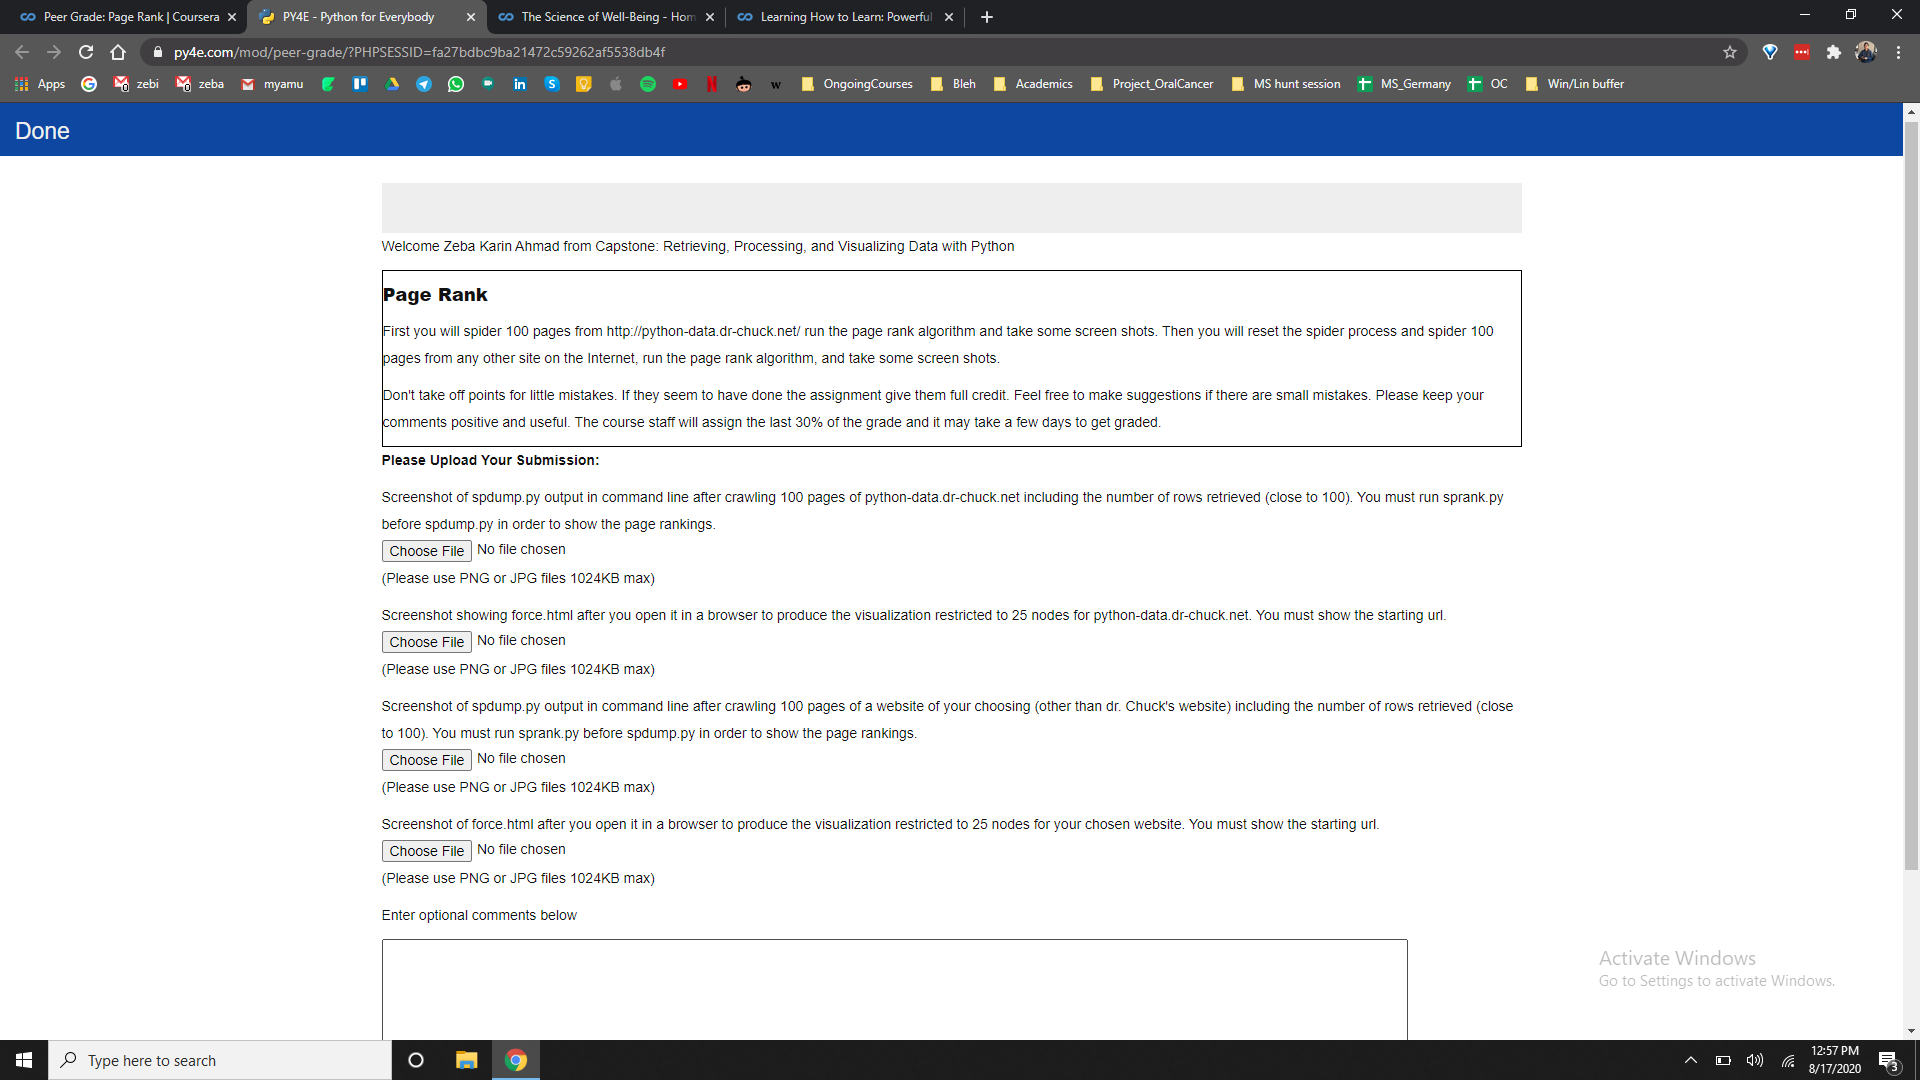 Peer Grade: Page Rank | Coursera
PY4E - Python for Everybody
The Science of Well-Being - Hom
Learning How to Learn: Powerful
py4e.com/mod/peer-grade/?PHPSESSID=fa27bdbc9ba21472c59262af5538db4f
Apps zebi zeba myamu OngoingCourses Bleh Academics Project_OralCancer MS hunt session MS_Germany OC Win/Lin buffer
Done
Welcome Zeba Karin Ahmad from Capstone: Retrieving, Processing, and Visualizing Data with Python
Page Rank
First you will spider 100 pages from http://python-data.dr-chuck.net/ run the page rank algorithm and take some screen shots. Then you will reset the spider process and spider 100
pages from any other site on the Internet, run the page rank algorithm, and take some screen shots.
Don't take off points for little mistakes. If they seem to have done the assignment give them full credit. Feel free to make suggestions if there are small mistakes. Please keep your
comments positive and useful. The course staff will assign the last 30% of the grade and it may take a few days to get graded.
Please Upload Your Submission:
Screenshot of spdump.py output in command line after crawling 100 pages of python-data.dr-chuck.net including the number of rows retrieved (close to 100). You must run sprank.py
before spdump.py in order to show the page rankings.
Choose File No file chosen
(Please use PNG or JPG files 1024KB max)
Screenshot showing force.html after you open it in a browser to produce the visualization restricted to 25 nodes for python-data.dr-chuck.net. You must show the starting url.
Choose File No file chosen
(Please use PNG or JPG files 1024KB max)
Screenshot of spdump.py output in command line after crawling 100 pages of a website of your choosing (other than dr. Chuck's website) including the number of rows retrieved (close
to 100). You must run sprank.py before spdump.py in order to show the page rankings.
Choose File No file chosen
(Please use PNG or JPG files 1024KB max)
Screenshot of force.html after you open it in a browser to produce the visualization restricted to 25 nodes for your chosen website. You must show the starting url.
Choose File No file chosen
(Please use PNG or JPG files 1024KB max)
Enter optional comments below
Activate Windows
Go to Settings to activate Windows.
Type here to search
12:57 PM
8/17/2020
3